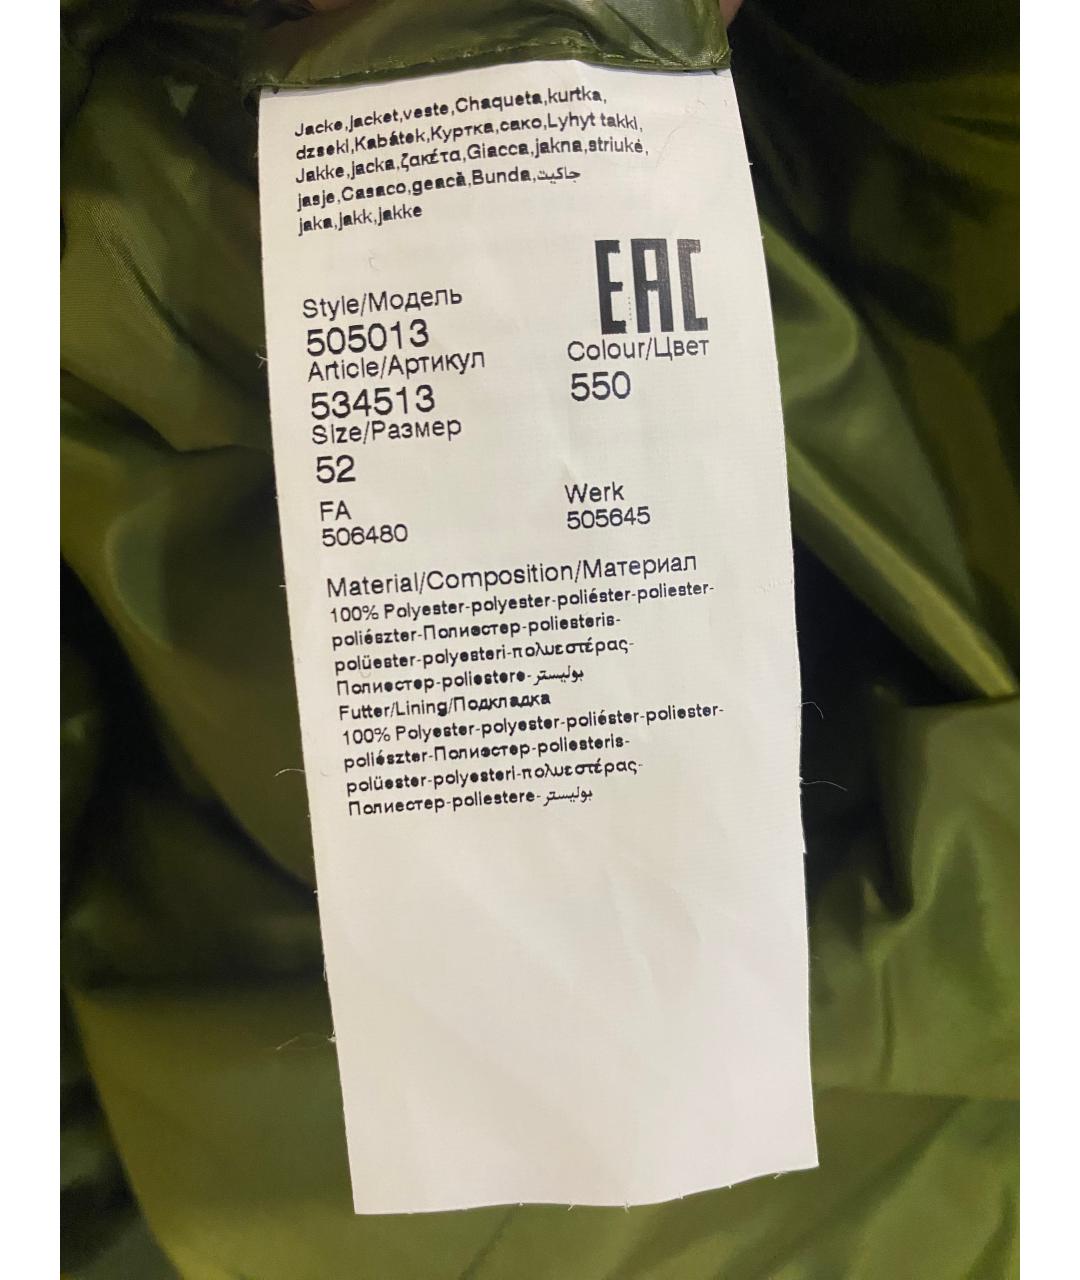 Jacke,jacket,veste,Chaqueta,kurtka,
dzseki,Kabátek,Куртка,сако,Lyhyt takki,
Jakke,jacka,ζακέτα,Giacca,jakna,striukė,
jasje,Casaco,geacă,Bunda,جاكيت
jaka,jakk,jakke
EAC
Style/Модель
505013
Article/Артикул
Colour/Цвет
534513
550
Size/Размер
52
FA
Werk
506480
505645
Material/Composition/Материал
100% Polyester-polyester-poliéster-poliester-
poliészter-Полиэстер-poliesteris-
polüester-polyesteri-πολυεστέρας-
Полиестер-poliestere-بوليستر
Futter/Lining/Подкладка
100% Polyester-polyester-poliéster-poliester-
poliészter-Полиэстер-poliesteris-
polüester-polyesteri-πολυεστέρας-
Полиестер-poliestere-بوليستر